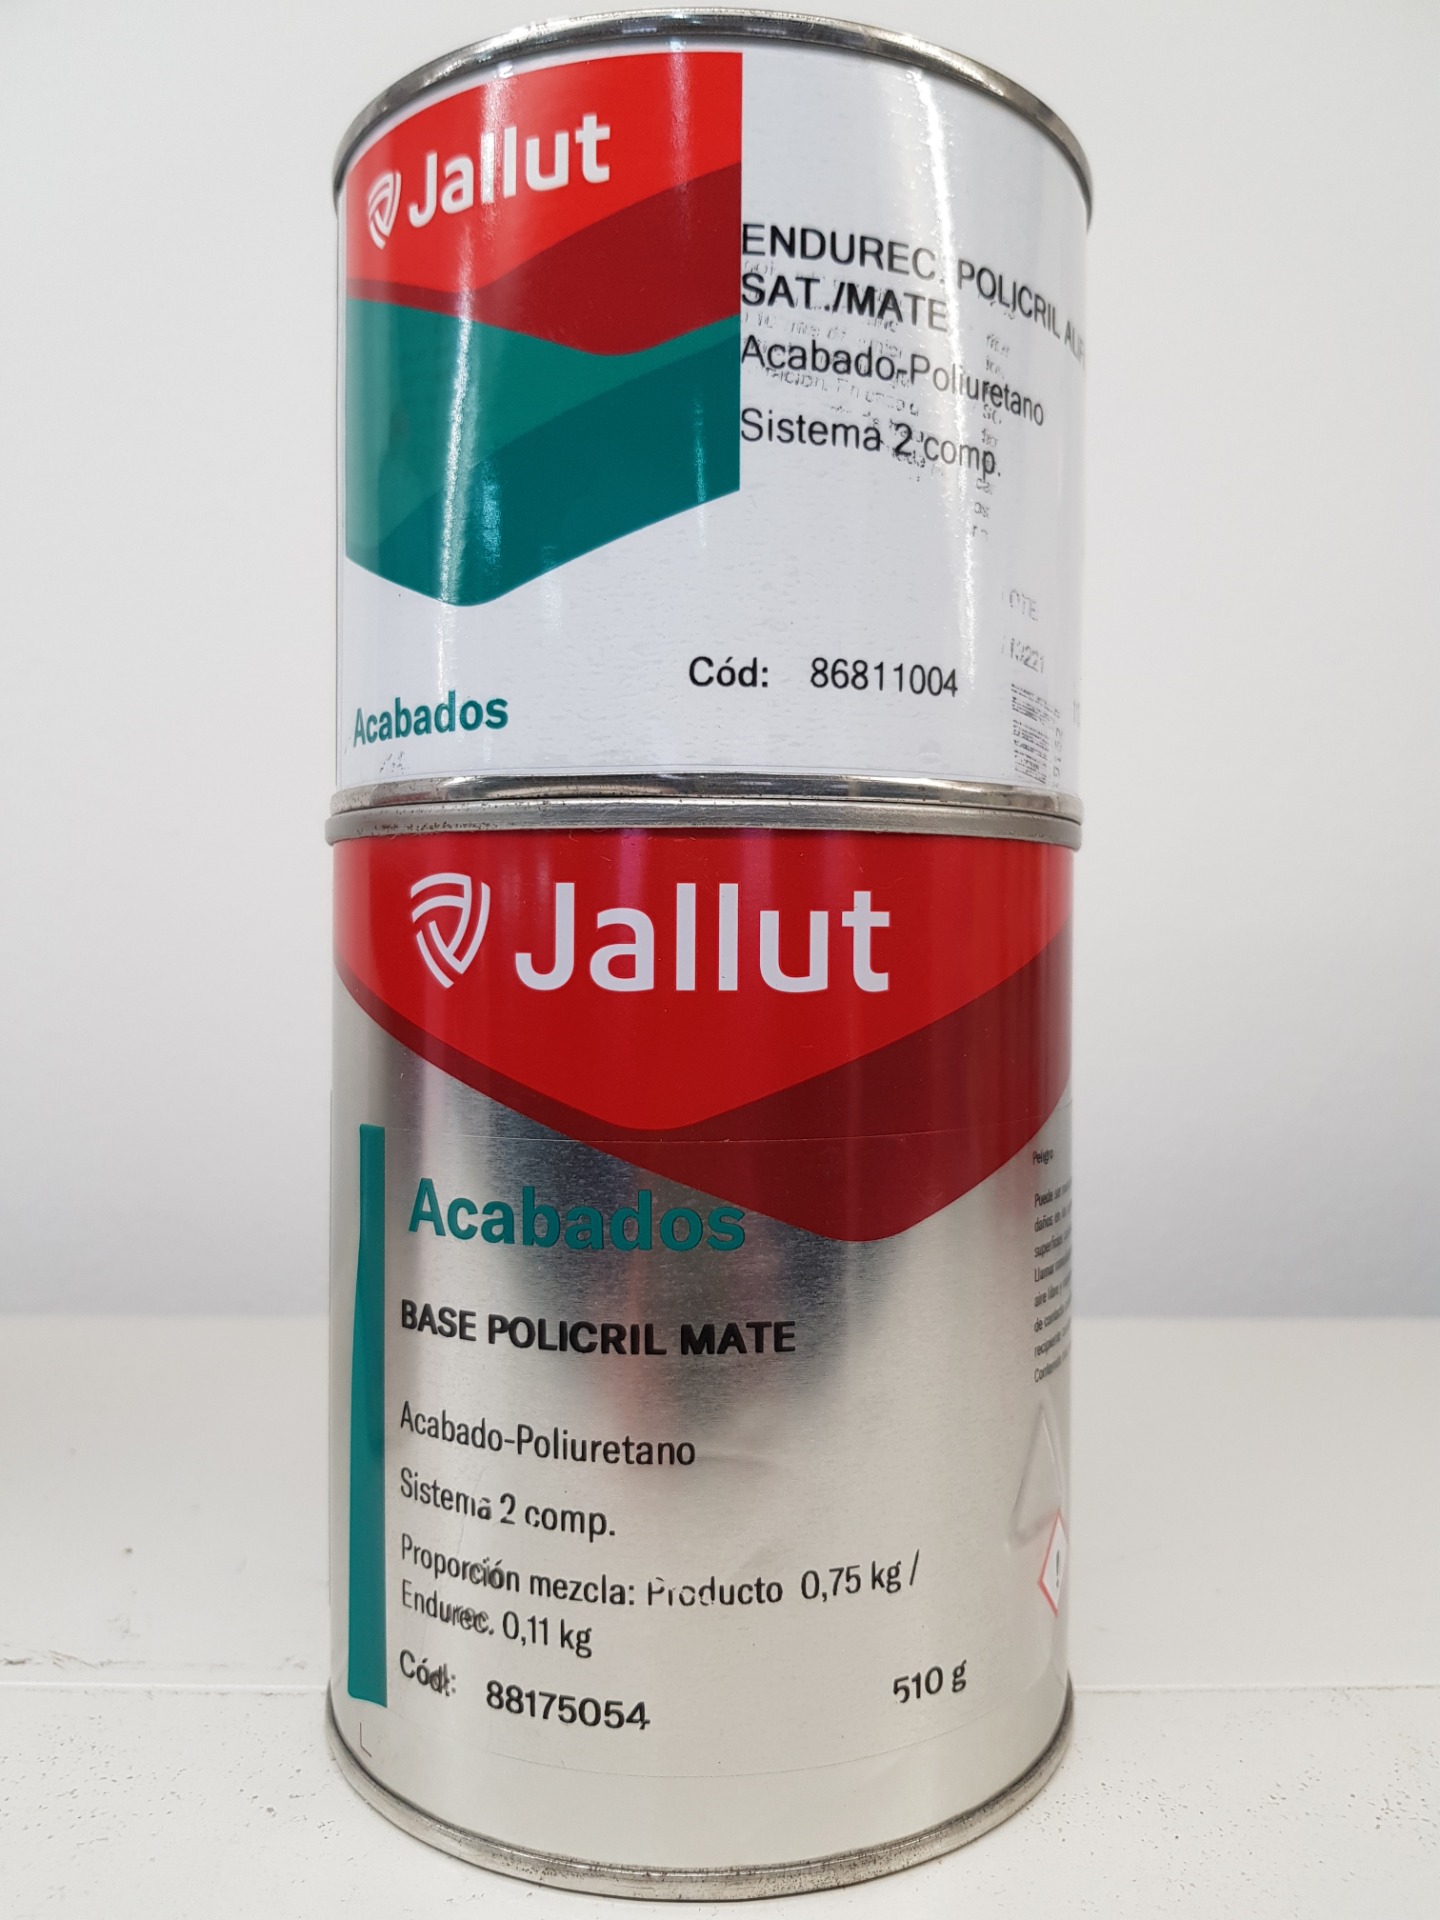 Jallut
ENDUREC. POLICRIL
SAT./MATE
Acabado-Poliuretano
Sistema 2 comp.
Cód: 86811004
Acabados
Jallut
Acabados
BASE POLICRIL MATE
Acabado-Poliuretano
Sistema 2 comp.
Proporción mezcla: Producto 0,75 kg /
Endurec. 0,11 kg
Cód: 88175054
510 g
Peligro